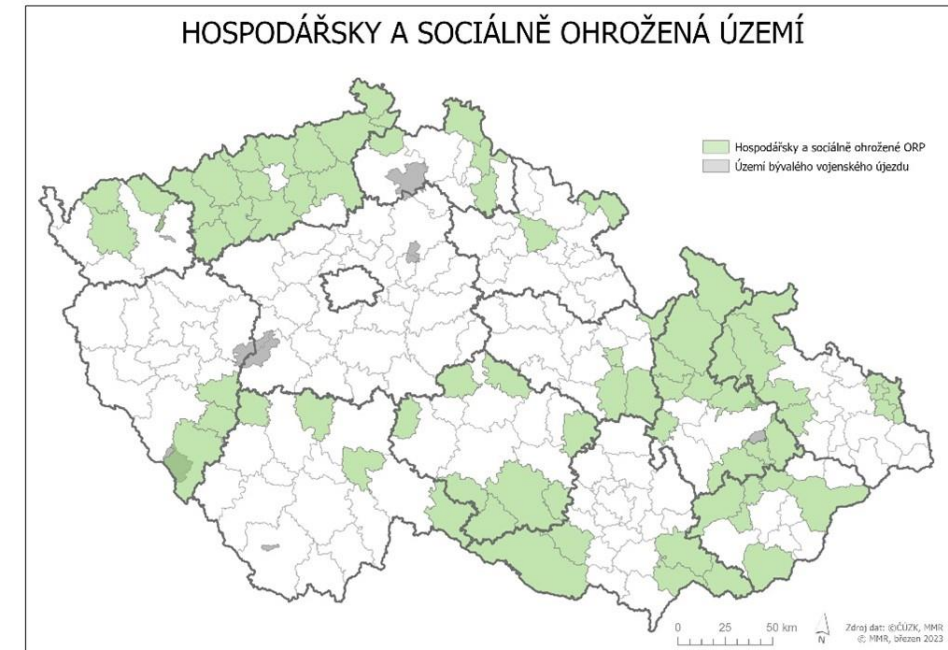 HOSPODÁŘSKY A SOCIÁLNĚ OHROŽENÁ ÚZEMÍ
Hospodářsky a sociálně ohrožené ORP
Území bývalého vojenského újezdu
0 25 50 km
N
Zdroj dat: ©ČÚZK, MMR
© MMR, březen 2023